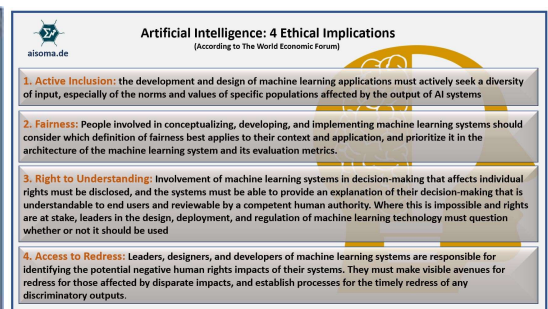 aisoma.de
Artificial Intelligence: 4 Ethical Implications
(According to The World Economic Forum)
1. Active Inclusion: the development and design of machine learning applications must actively seek a diversity
of input, especially of the norms and values of specific populations affected by the output of AI systems
2. Fairness: People involved in conceptualizing, developing, and implementing machine learning systems should
consider which definition of fairness best applies to their context and application, and prioritize it in the
architecture of the machine learning system and its evaluation metrics.
3. Right to Understanding: Involvement of machine learning systems in decision-making that affects individual
rights must be disclosed, and the systems must be able to provide an explanation of their decision-making that is
understandable to end users and reviewable by a competent human authority. Where this is impossible and rights
are at stake, leaders in the design, deployment, and regulation of machine learning technology must question
whether or not it should be used
4. Access to Redress: Leaders, designers, and developers of machine learning systems are responsible for
identifying the potential negative human rights impacts of their systems. They must make visible avenues for
redress for those affected by disparate impacts, and establish processes for the timely redress of any
discriminatory outputs.